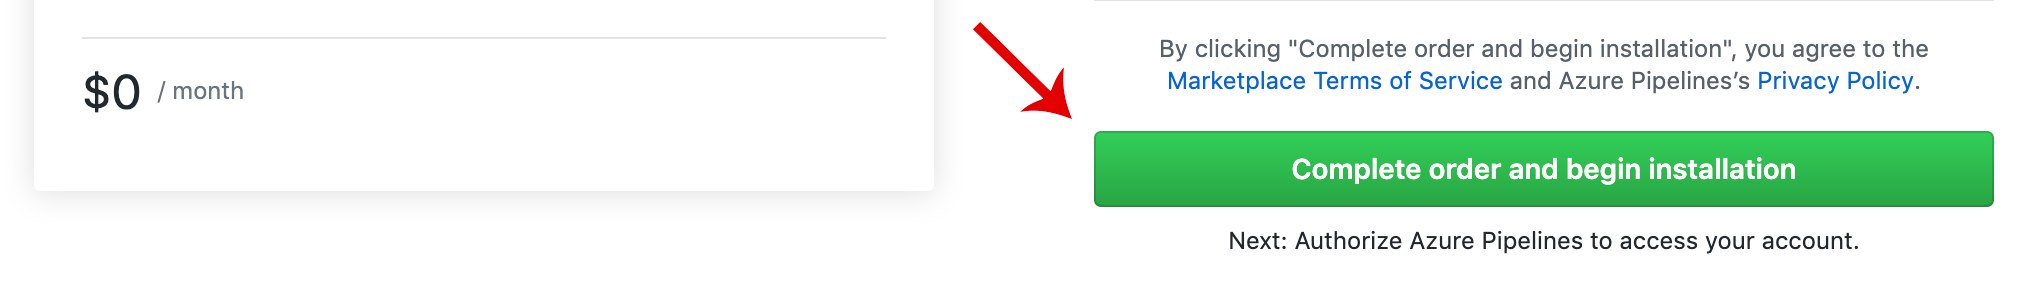 $0 / month
By clicking "Complete order and begin installation", you agree to the
Marketplace Terms of Service and Azure Pipelines’s Privacy Policy.
Complete order and begin installation
Next: Authorize Azure Pipelines to access your account.